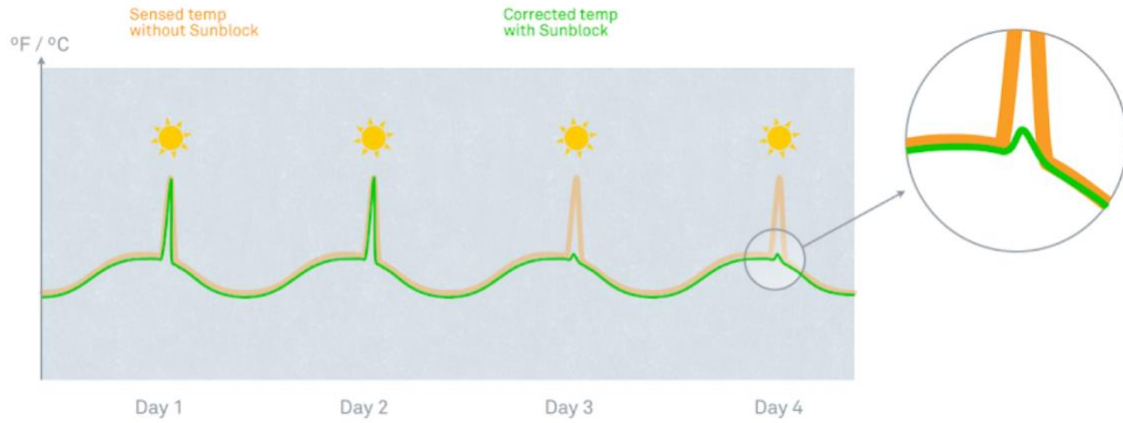 Sensed temp
without Sunblock
Corrected temp
with Sunblock
ºF / ºC
Day 1
Day 2
Day 3
Day 4